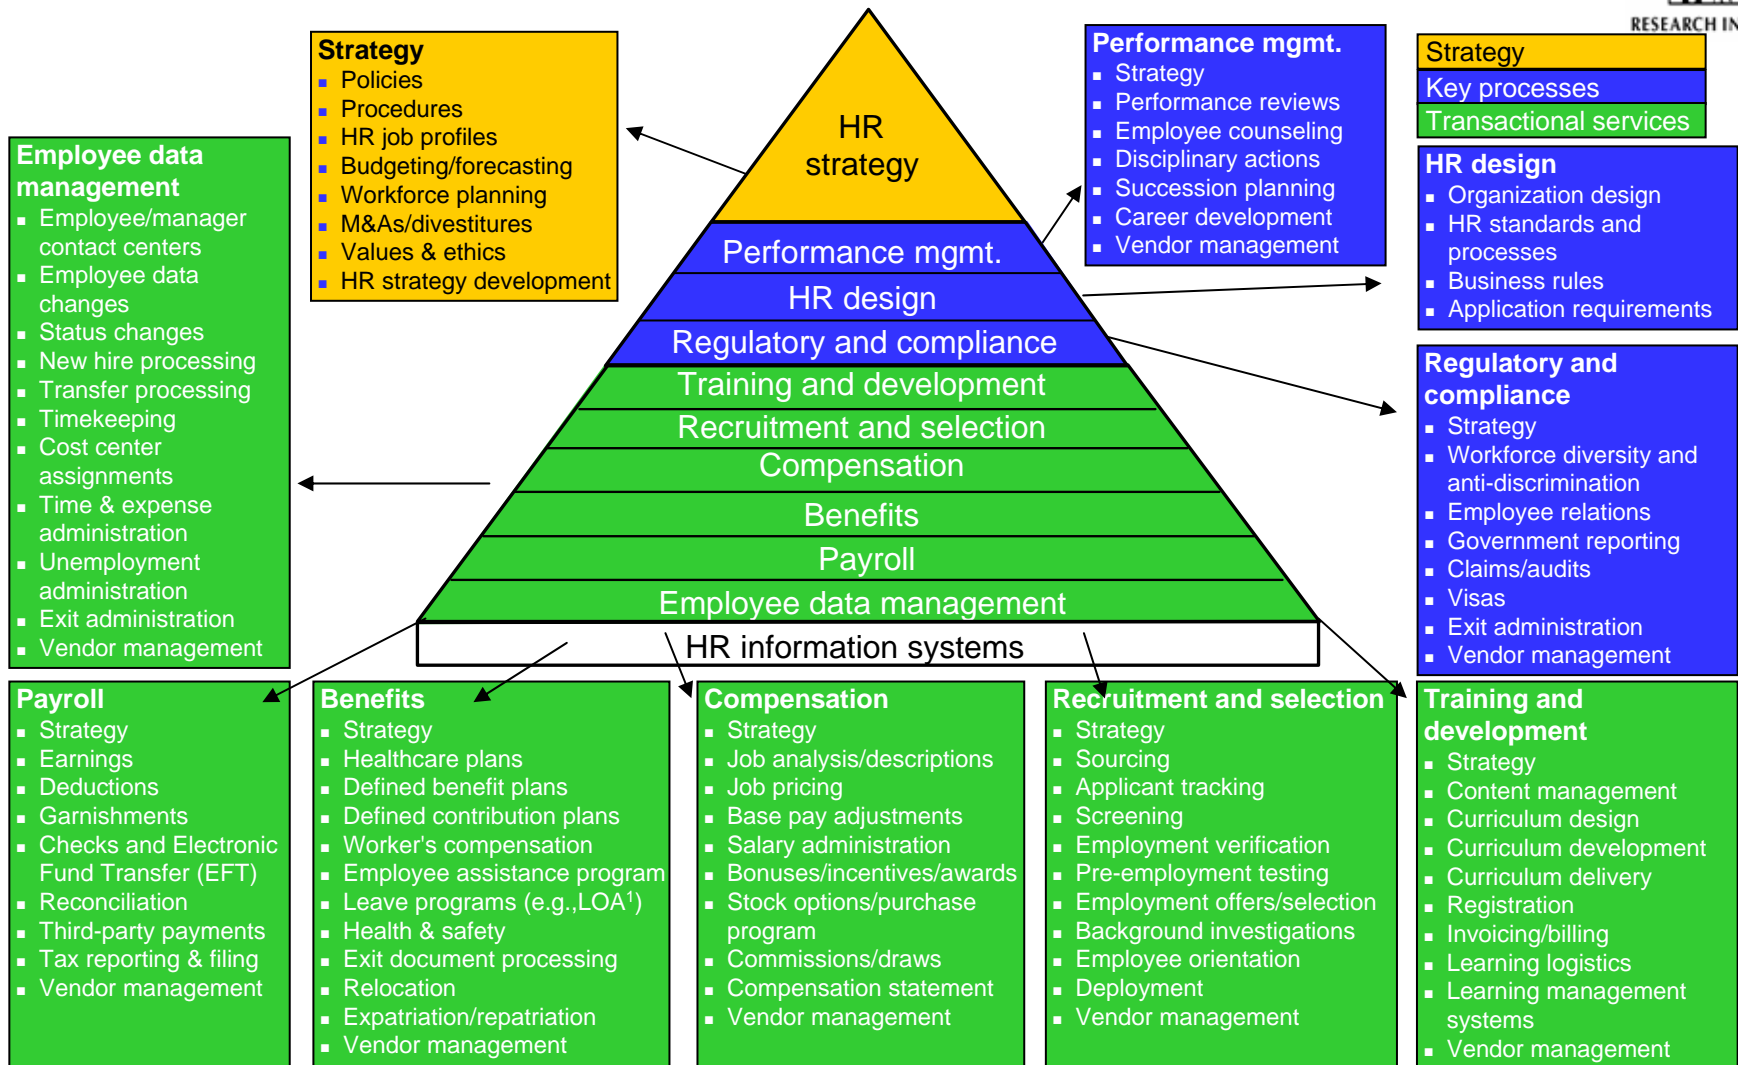 RESEARCH IN
Strategy
Policies
Procedures
HR job profiles
Budgeting/forecasting
Workforce planning
M&As/divestitures
Values & ethics
HR strategy development
HR
strategy
Performance mgmt.
Strategy
Performance reviews
Employee counseling
Disciplinary actions
Succession planning
Career development
Vendor management
Strategy
Key processes
Transactional services
Employee data
management
Employee/manager
contact centers
Employee data
changes
Status changes
New hire processing
Transfer processing
Timekeeping
Cost center
assignments
Time & expense
administration
Unemployment
administration
Exit administration
Vendor management
HR design
Organization design
HR standards and
processes
Business rules
Application requirements
Performance mgmt.
HR design
Regulatory and compliance
Training and development
Recruitment and selection
Compensation
Benefits
Payroll
Employee data management
HR information systems
Regulatory and
compliance
Strategy
Workforce diversity and
anti-discrimination
Employee relations
Government reporting
Claims/audits
Visas
Exit administration
Vendor management
Payroll
Strategy
Earnings
Deductions
Garnishments
Checks and Electronic
Fund Transfer (EFT)
Reconciliation
Third-party payments
Tax reporting & filing
Vendor management
Benefits
Strategy
Healthcare plans
Defined benefit plans
Defined contribution plans
Worker's compensation
Employee assistance program
Leave programs (e.g.,LOA¹)
Health & safety
Exit document processing
Relocation
Expatriation/repatriation
Vendor management
Compensation
Strategy
Job analysis/descriptions
Job pricing
Base pay adjustments
Salary administration
Bonuses/incentives/awards
Stock options/purchase
program
Commissions/draws
Compensation statement
Vendor management
Recruitment and selection
Strategy
Sourcing
Applicant tracking
Screening
Employment verification
Pre-employment testing
Employment offers/selection
Background investigations
Employee orientation
Deployment
Vendor management
Training and
development
Strategy
Content management
Curriculum design
Curriculum development
Curriculum delivery
Registration
Invoicing/billing
Learning logistics
Learning management
systems
Vendor management